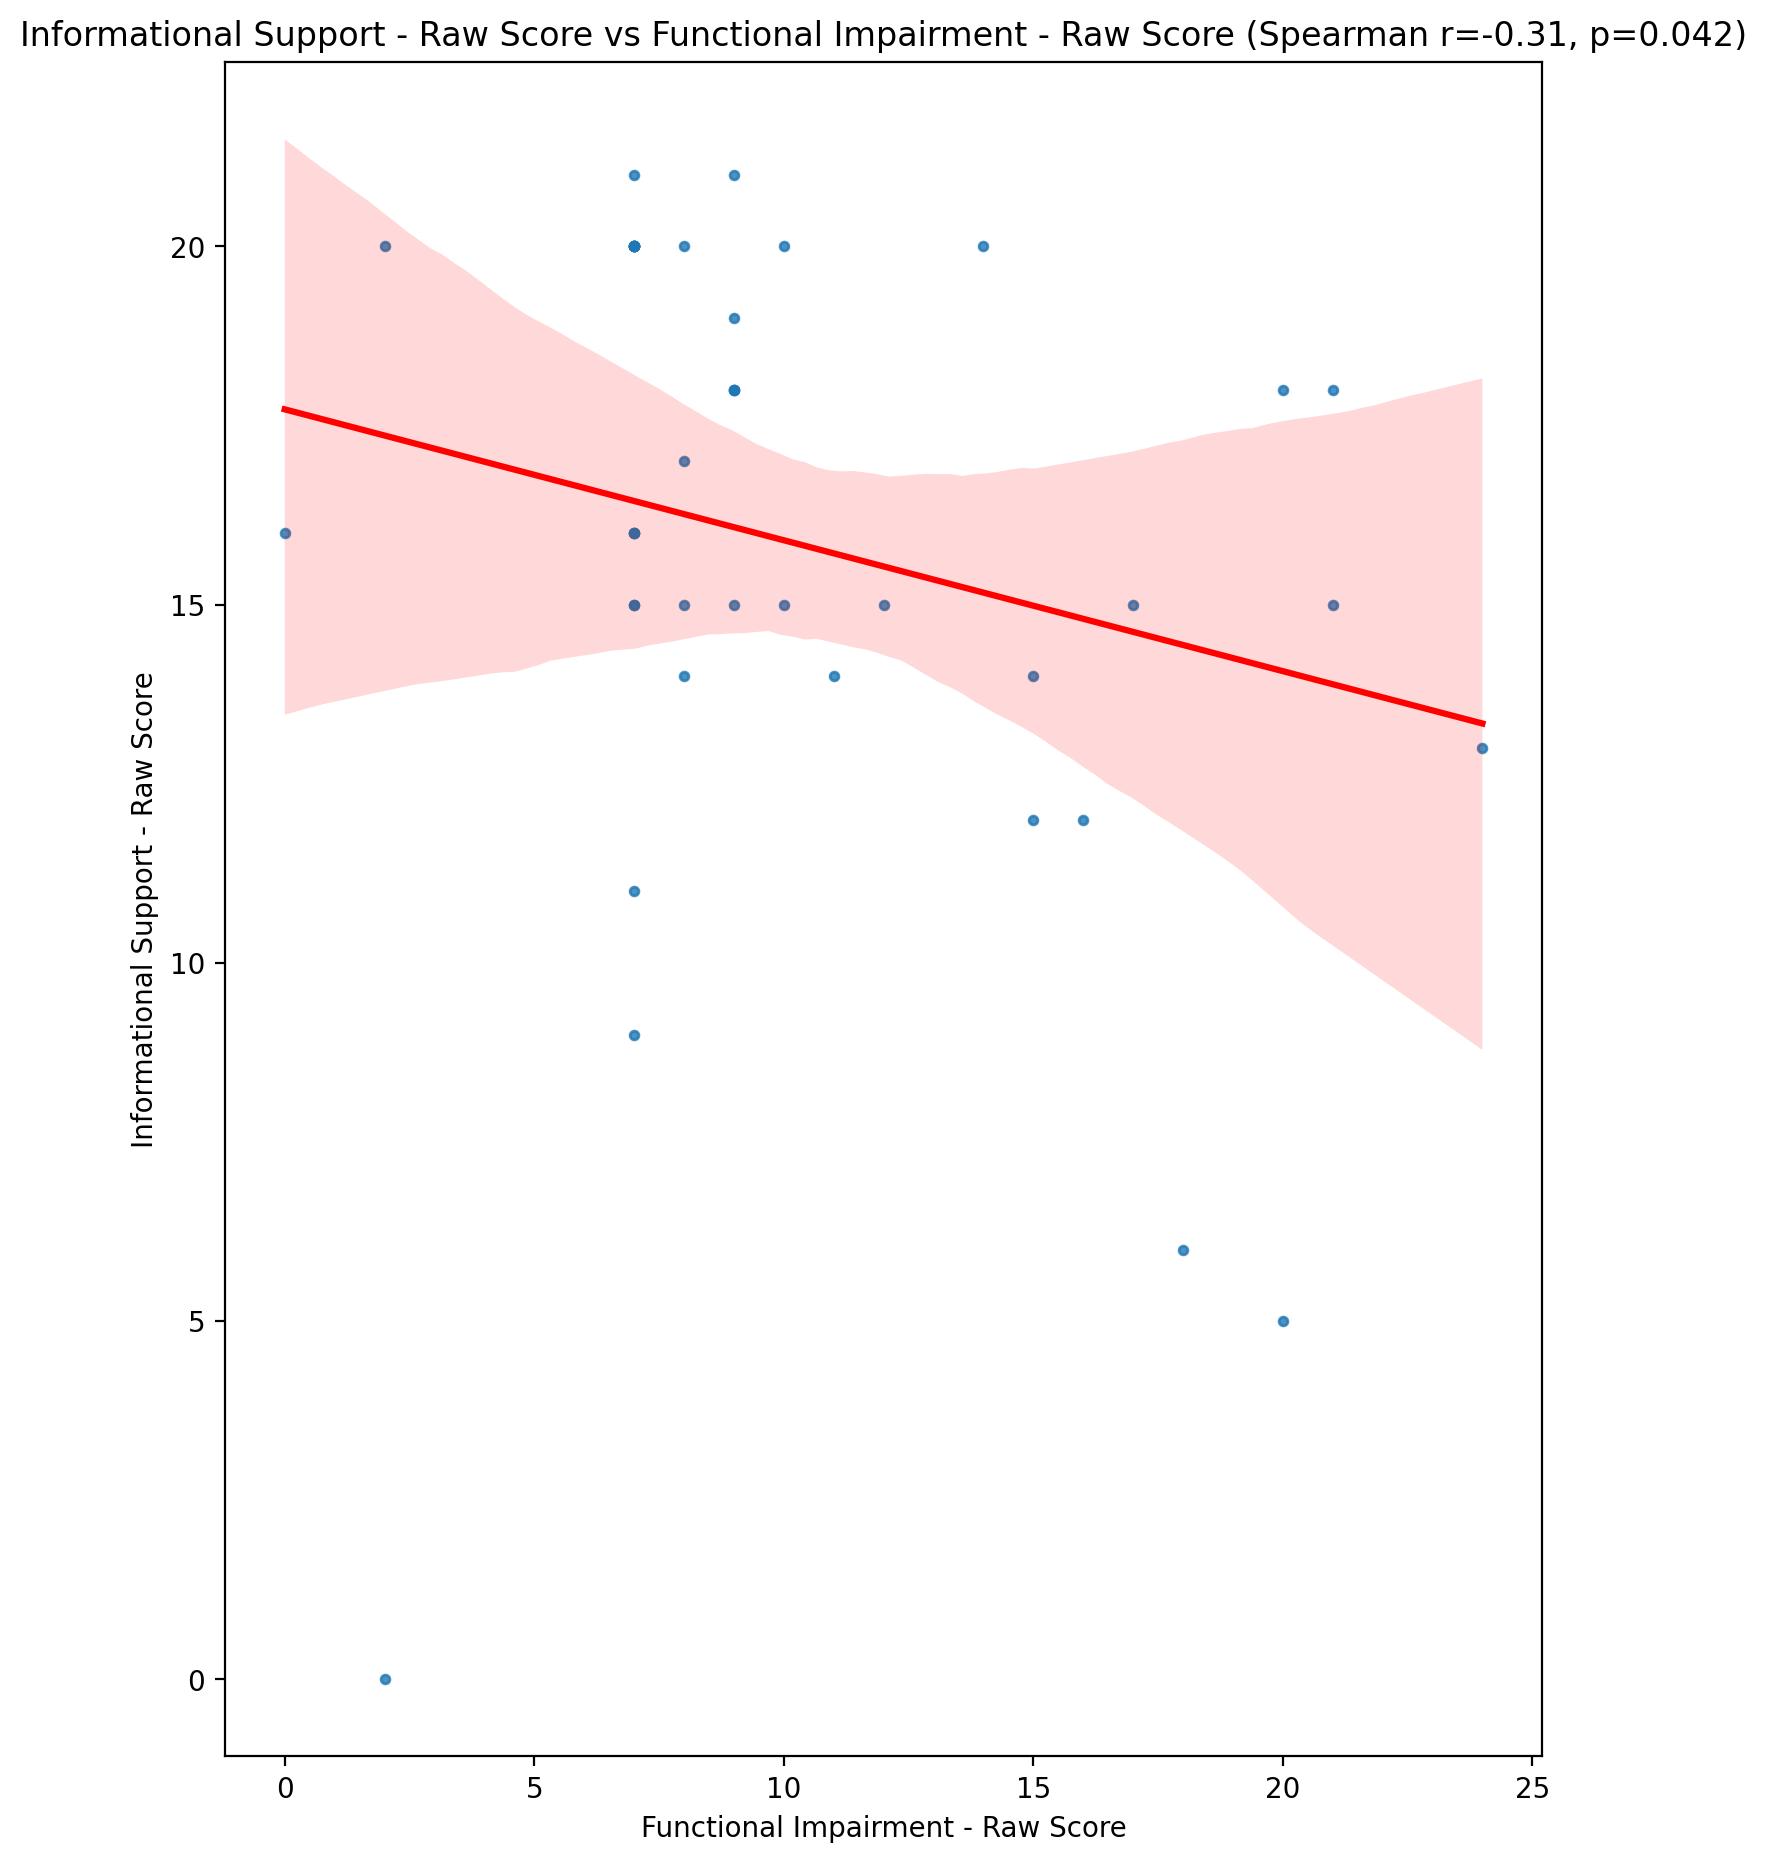 Informational Support - Raw Score vs Functional Impairment - Raw Score (Spearman r=-0.31, p=0.042)
Informational Support - Raw Score
20
15
10
5
0
0 5 10 15 20 25
Functional Impairment - Raw Score